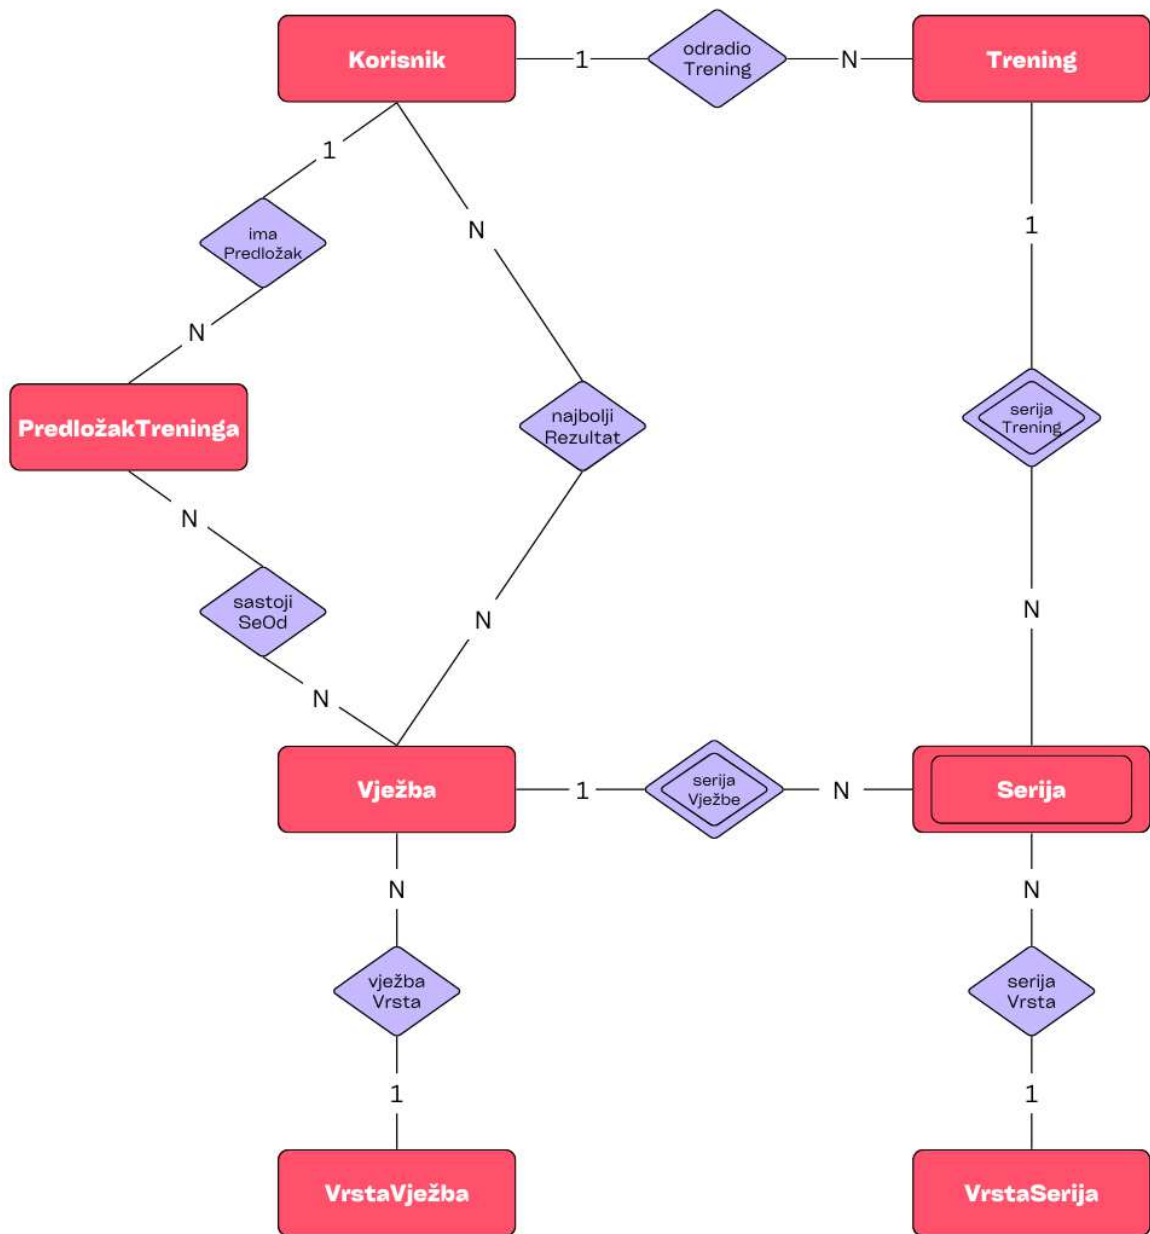 Korisnik
1
odradio
Trening
N
Trening
1
ima
Predložak
N
N
1
PredložakTreninga
najbolji
Rezultat
serija
Trening
N
sastoji
SeOd
N
N
N
Vježba
1
serija
Vježbe
N
Serija
N
N
vježba
Vrsta
serija
Vrsta
1
1
VrstaVježba
VrstaSerija